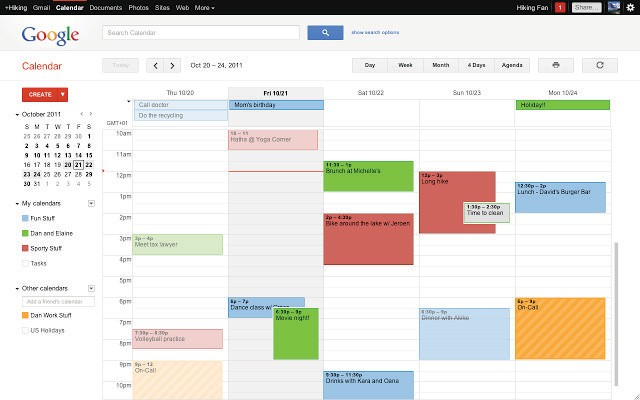 +Hiking Gmail Calendar Documents Photos Sites Web More
Hiking Fan 1 Share...
Google
Search Calendar
show search options
Calendar
Today
Oct 20 – 24, 2011
Day Week Month 4 Days Agenda
CREATE
October 2011
S M T W T F S
25 26 27 28 29 30 1
2 3 4 5 6 7 8
9 10 11 12 13 14 15
16 17 18 19 20 21 22
23 24 25 26 27 28 29
30 31 1 2 3 4 5
My calendars
Fun Stuff
Dan and Elaine
Sporty Stuff
Tasks
Other calendars
Add a friend's calendar
Dan Work Stuff
US Holidays
Thu 10/20 Fri 10/21 Sat 10/22 Sun 10/23 Mon 10/24
GMT+01
Call doctor
Do the recycling
Mom's birthday
Holiday!!
10am
11am
12pm
1pm
2pm
3pm
4pm
5pm
6pm
7pm
8pm
9pm
10pm
3p – 4p
Meet tax lawyer
7:30p – 8:30p
Volleyball practice
9p – 12
On-Call
10 – 11
Hatha @ Yoga Corner
6p – 7p
Dance class w/
6:30p – 9p
Movie night!
11:30 – 1p
Brunch at Michelle's
2p – 4:30p
Bike around the lake w/ Jeroen
9:30p – 11:30p
Drinks with Kara and Oana
12p – 3p
Long hike
1:30p – 2:30p
Time to clean
6:30p – 9p
Dinner with Akiko
12:30p – 2p
Lunch - David's Burger Bar
6p – 9p
On-Call